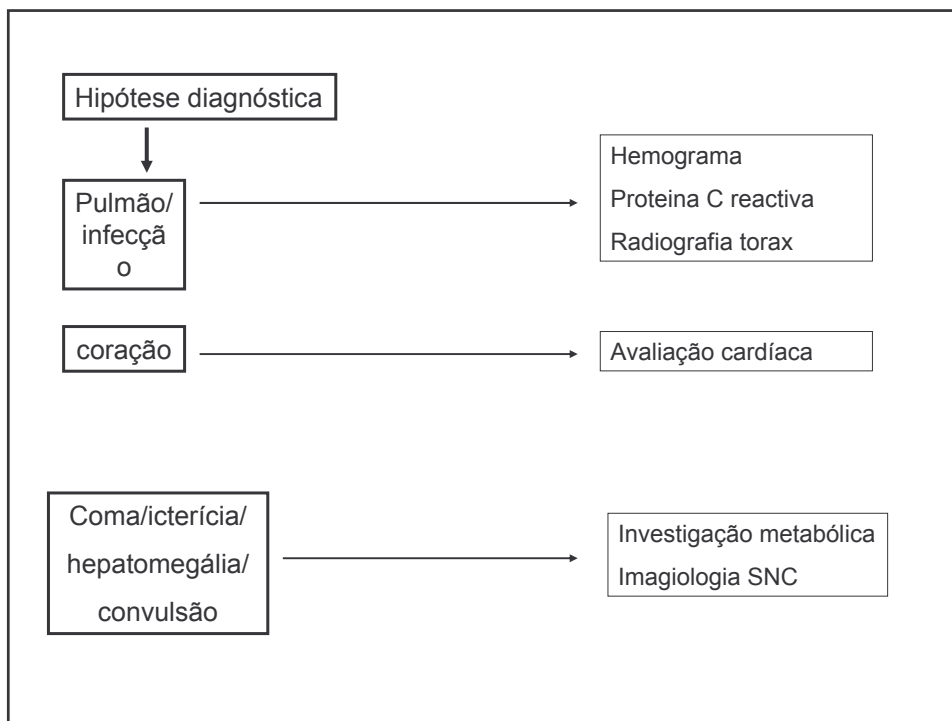 Hipótese diagnóstica
Pulmão/
infecçã
o
Hemograma
Proteina C reactiva
Radiografia torax
coração
Avaliação cardíaca
Coma/icterícia/
hepatomegália/
convulsão
Investigação metabólica
Imagiologia SNC